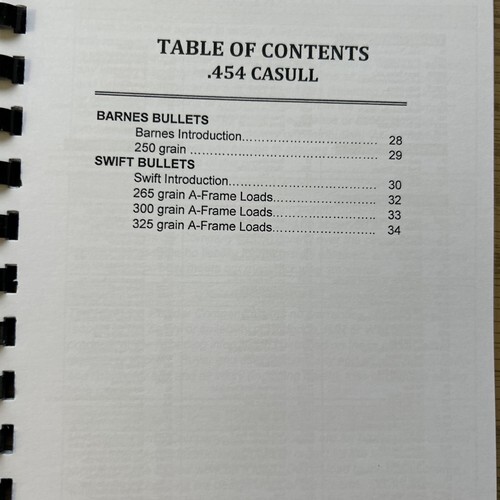 TABLE OF CONTENTS
.454 CASULL
BARNES BULLETS
Barnes Introduction.............................. 28
250 grain .......................................... 29
SWIFT BULLETS
Swift Introduction................................. 30
265 grain A-Frame Loads....................... 32
300 grain A-Frame Loads....................... 33
325 grain A-Frame Loads....................... 34